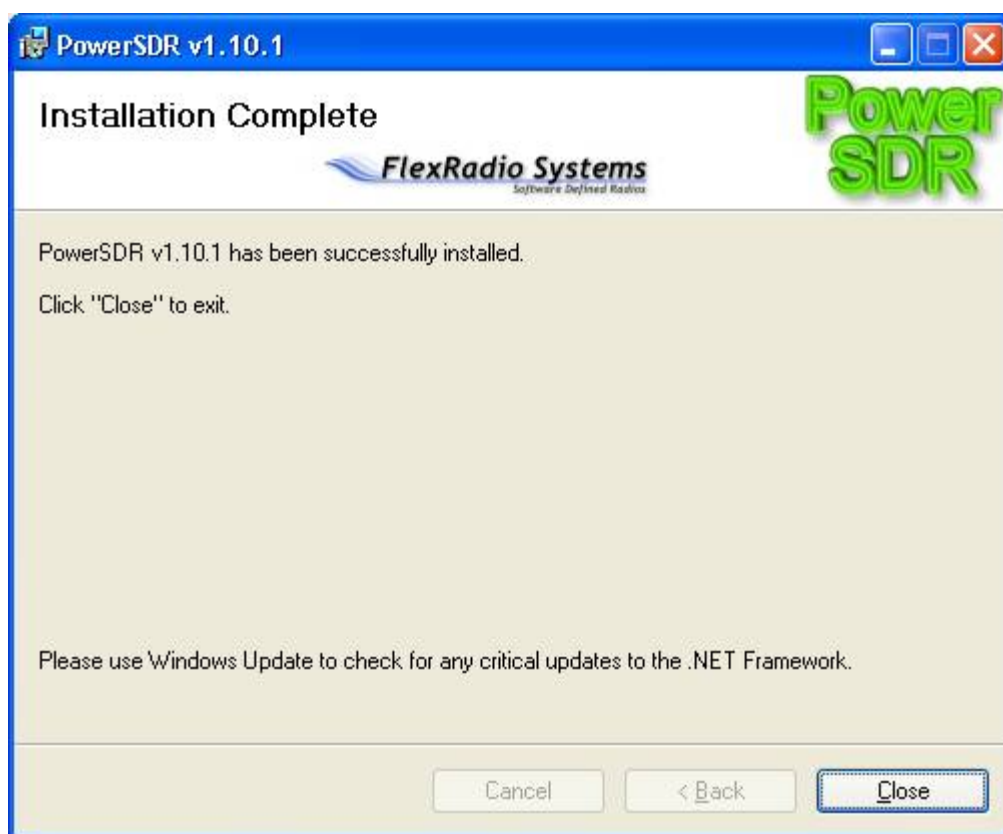 PowerSDR v1.10.1
Installation Complete
Power
SDR
FlexRadio Systems
Software Defined Radios
PowerSDR v1.10.1 has been successfully installed.
Click "Close" to exit.
Please use Windows Update to check for any critical updates to the .NET Framework.
Cancel
< Back
Close